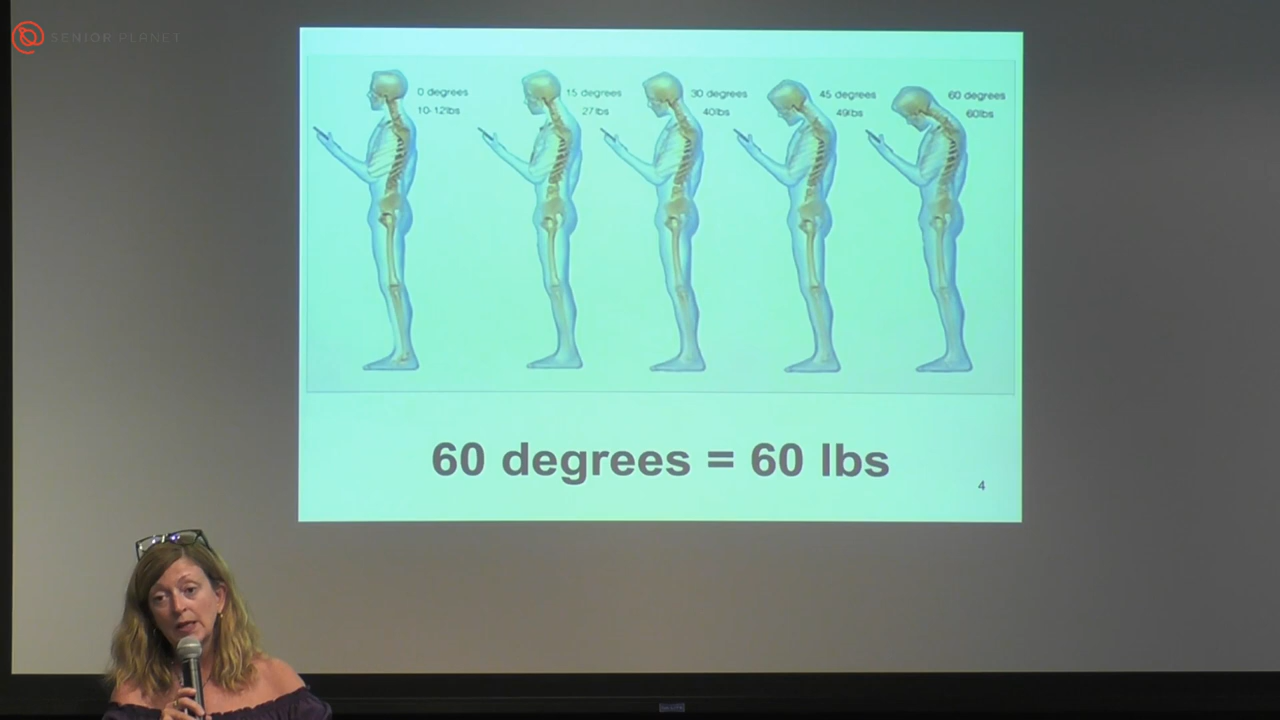 SENIOR PLANET
0 degrees
10-12lbs
15 degrees
27lbs
30 degrees
40lbs
45 degrees
49lbs
60 degrees
60lbs
60 degrees = 60 lbs
4